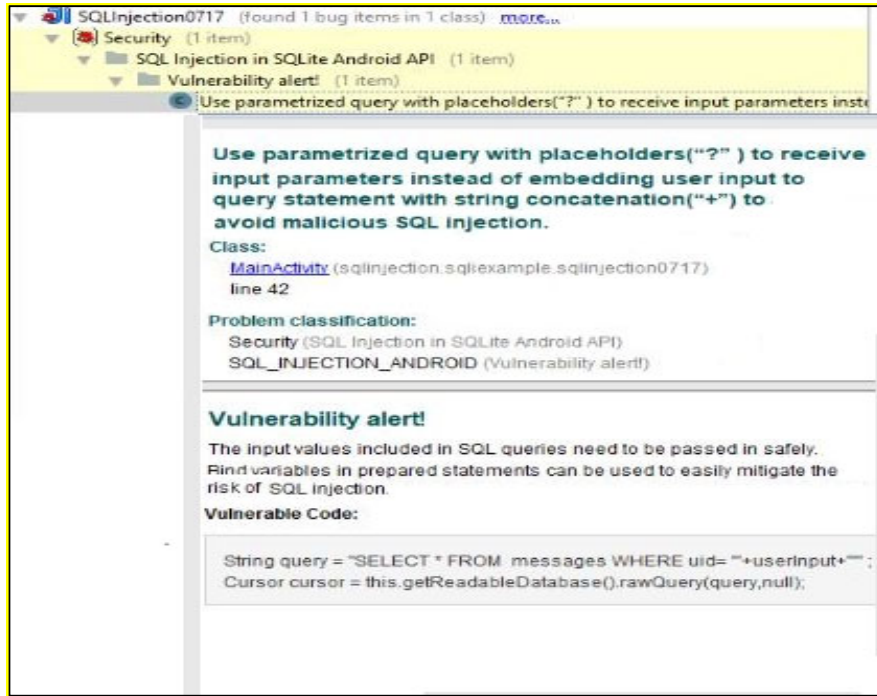 SQLInjection0717 (found 1 bug items in 1 class) more...
Security (1 item)
SQL Injection in SQLite Android API (1 item)
Vulnerability alert! (1 item)
Use parametrized query with placeholders("?" ) to receive input parameters inste
Use parametrized query with placeholders("?" ) to receive
input parameters instead of embedding user input to
query statement with string concatenation("+") to
avoid malicious SQL injection.
Class:
MainActivity (sqlinjection.sqliexample.sqlinjection0717)
line 42
Problem classification:
Security (SQL Injection in SQLite Android API)
SQL_INJECTION_ANDROID (Vulnerability alert!)
Vulnerability alert!
The input values included in SQL queries need to be passed in safely.
Bind variables in prepared statements can be used to easily mitigate the
risk of SQL injection.
Vulnerable Code:
String query = "SELECT * FROM messages WHERE uid= '"+userInput+"'" ;
Cursor cursor = this.getReadableDatabase().rawQuery(query,null);